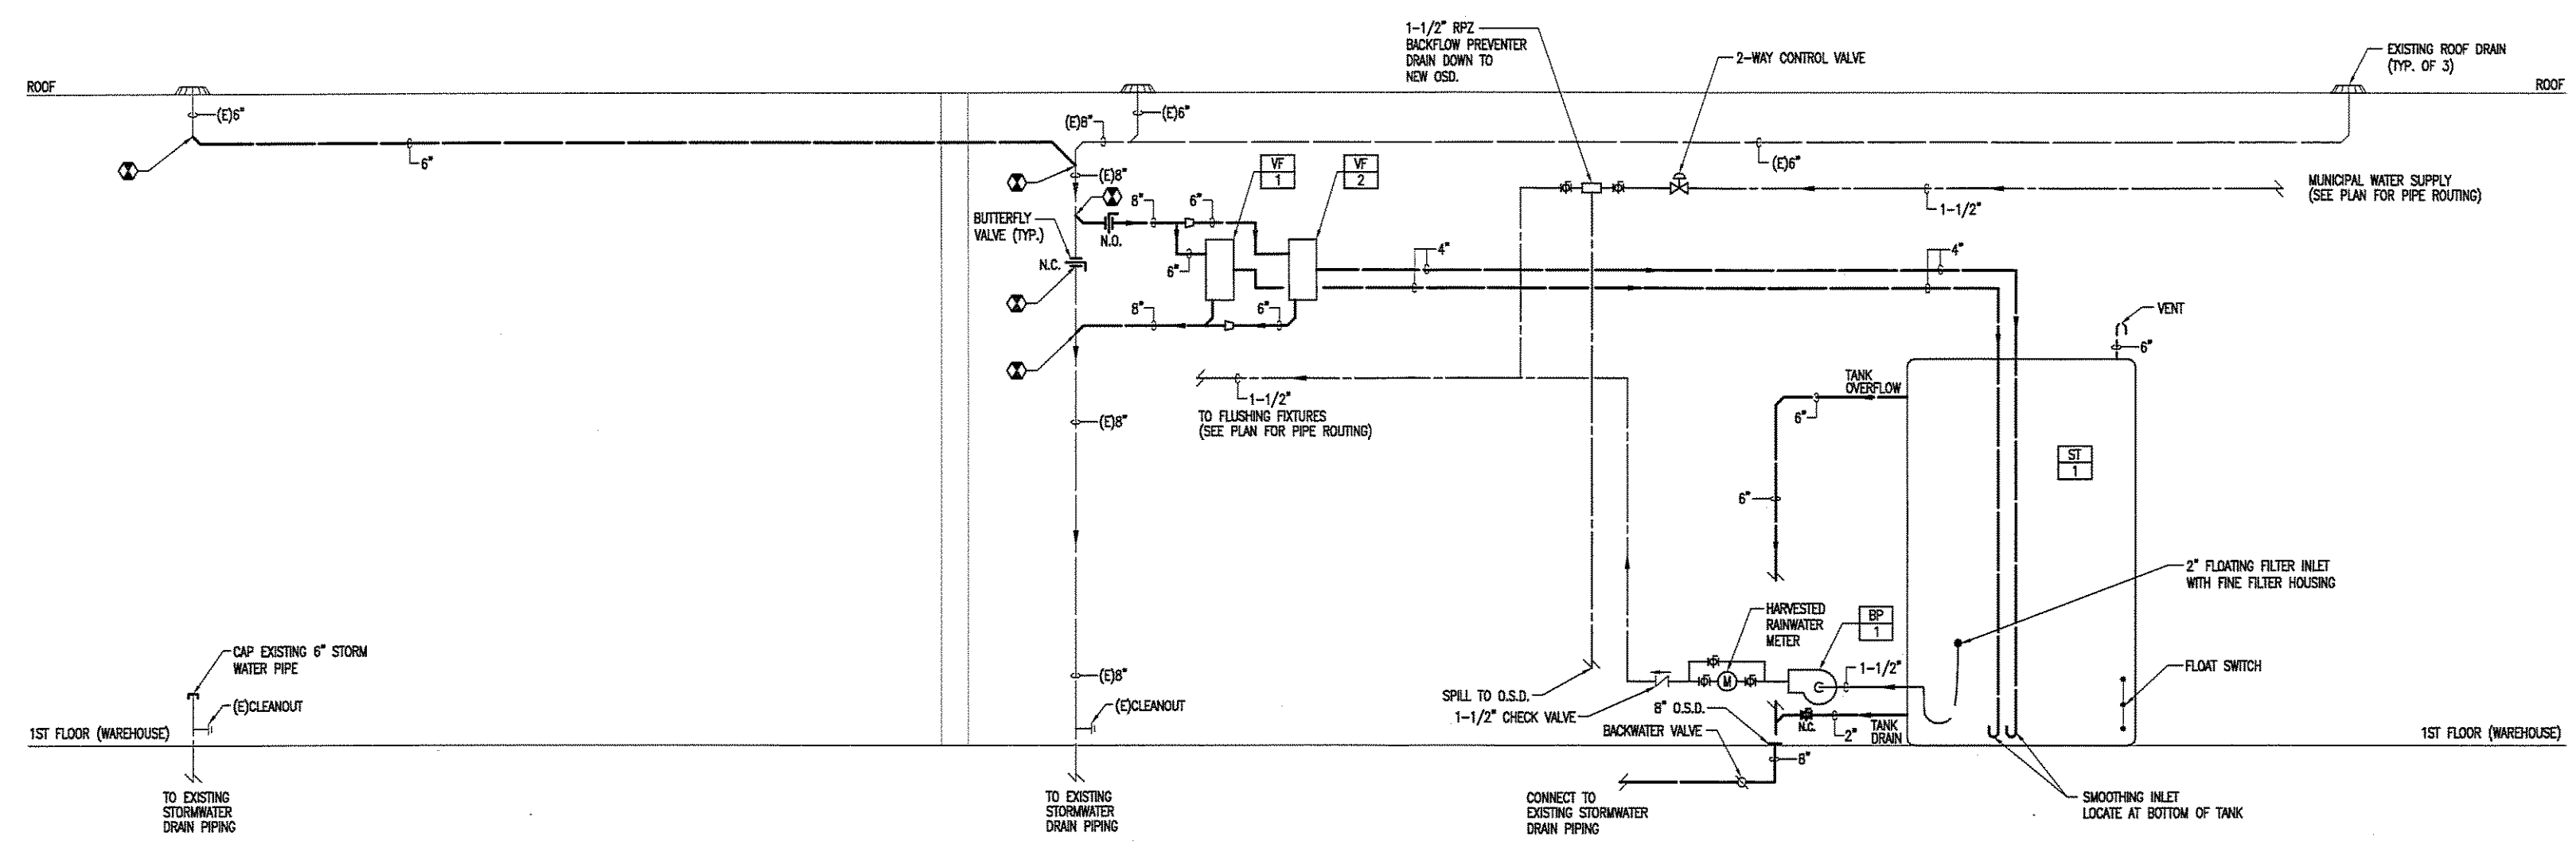 1-1/2" RPZ
BACKFLOW PREVENTER
DRAIN DOWN TO
NEW OSD.
2-WAY CONTROL VALVE
EXISTING ROOF DRAIN
(TYP. OF 3)
ROOF
ROOF
(E)6"
(E)6"
(E)8"
6"
(E)6"
(E)8"
VF
1
VF
2
MUNICIPAL WATER SUPPLY
(SEE PLAN FOR PIPE ROUTING)
1-1/2"
8"
6"
BUTTERFLY
VALVE (TYP.)
N.O.
N.C.
6"
4"
4"
8"
6"
VENT
6"
1-1/2"
TO FLUSHING FIXTURES
(SEE PLAN FOR PIPE ROUTING)
TANK
OVERFLOW
6"
(E)8"
ST
1
6"
2" FLOATING FILTER INLET
WITH FINE FILTER HOUSING
HARVESTED
RAINWATER
METER
BP
1
CAP EXISTING 6" STORM
WATER PIPE
(E)8"
M
1-1/2"
FLOAT SWITCH
SPILL TO O.S.D.
(E)CLEANOUT
(E)CLEANOUT
8" O.S.D.
1-1/2" CHECK VALVE
N.C.
2"
TANK
DRAIN
BACKWATER VALVE
1ST FLOOR (WAREHOUSE)
1ST FLOOR (WAREHOUSE)
8"
TO EXISTING
STORMWATER
DRAIN PIPING
TO EXISTING
STORMWATER
DRAIN PIPING
CONNECT TO
EXISTING STORMWATER
DRAIN PIPING
SMOOTHING INLET
LOCATE AT BOTTOM OF TANK